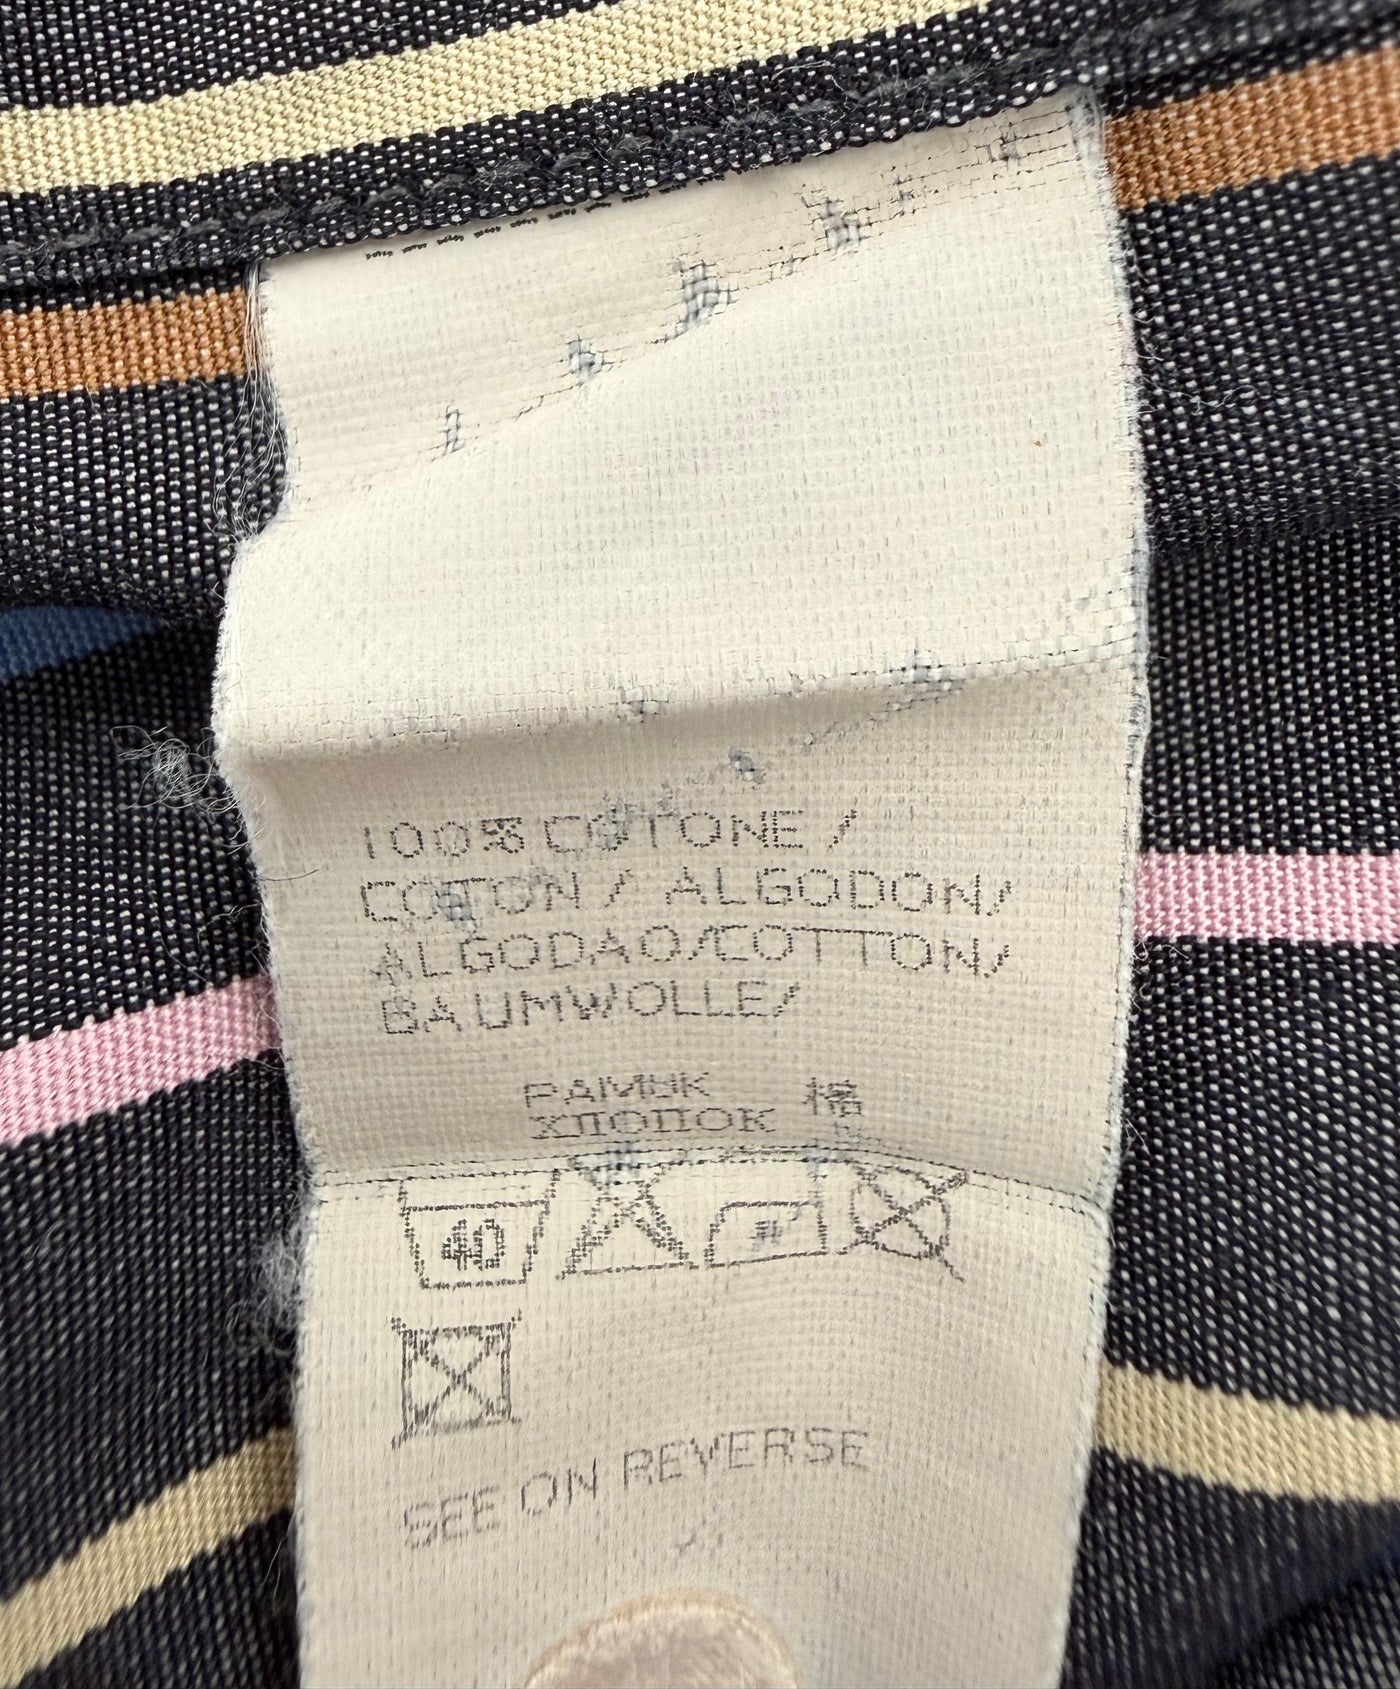 100% COTONE /
COTON / ALGODON/
ALGODAO/COTTON/
BAUMWOLLE/
PAMUK
ХЛОПОК 棉
SEE ON REVERSE